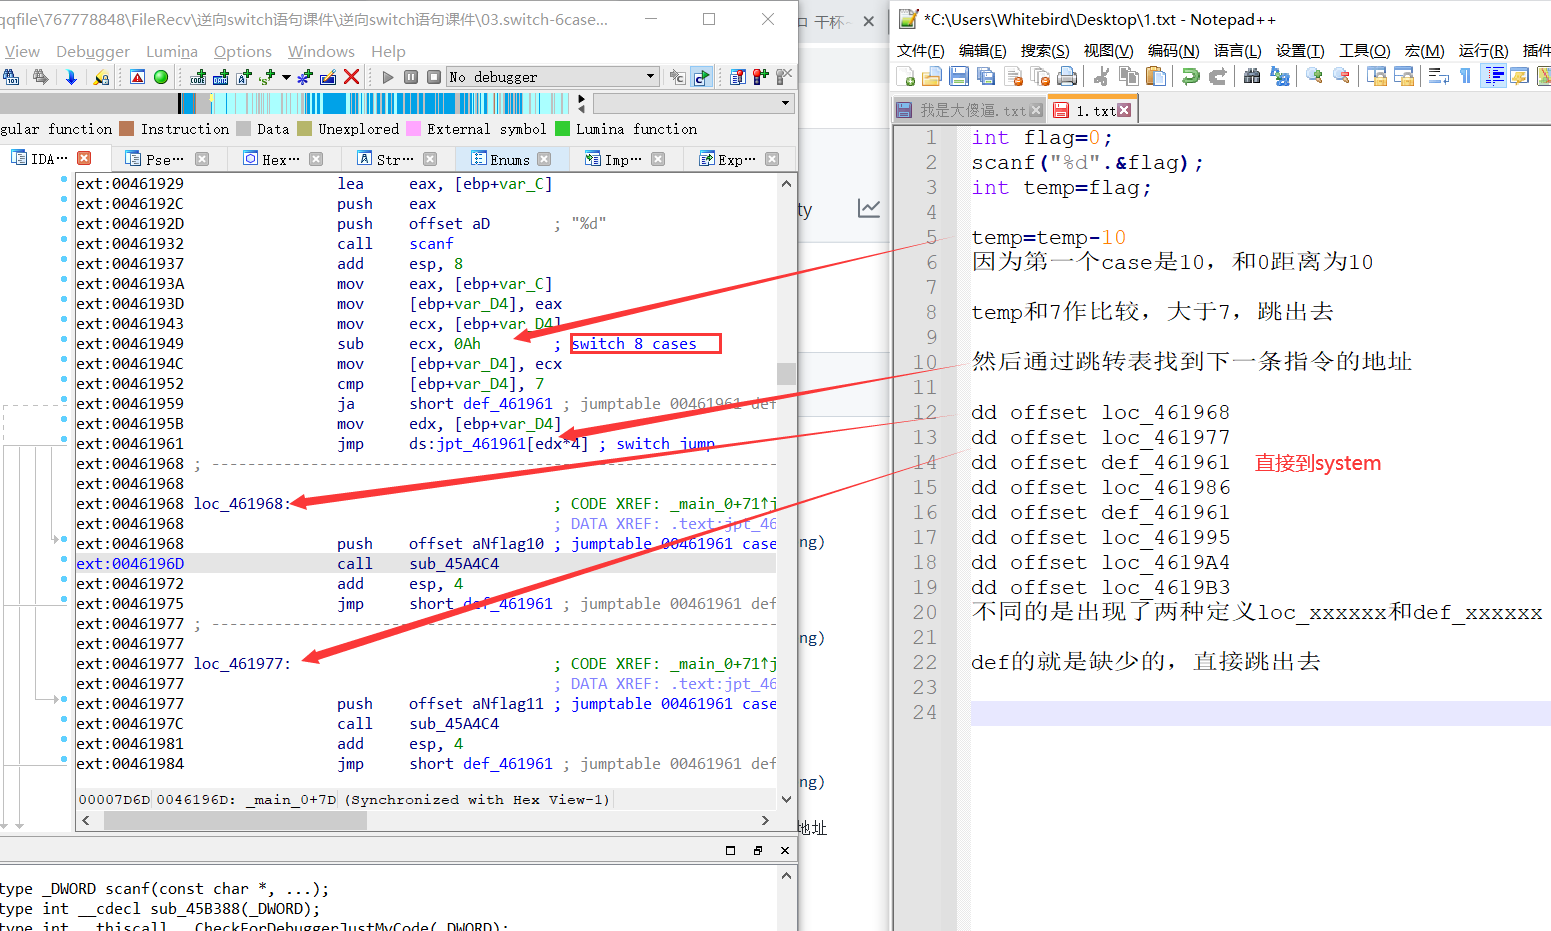 qqfile\767778848\FileRecv\逆向switch语句课件\逆向switch语句课件\03.switch-6case...
View Debugger Lumina Options Windows Help
No debugger
gular function Instruction Data Unexplored External symbol Lumina function
IDA… Pse… Hex… Str… Enums Imp… Exp…
ext:00461929 lea eax, [ebp+var_C]
ext:0046192C push eax
ext:0046192D push offset aD ; "%d"
ext:00461932 call scanf
ext:00461937 add esp, 8
ext:0046193A mov eax, [ebp+var_C]
ext:0046193D mov [ebp+var_D4], eax
ext:00461943 mov ecx, [ebp+var_D4]
ext:00461949 sub ecx, 0Ah ; switch 8 cases
ext:0046194C mov [ebp+var_D4], ecx
ext:00461952 cmp [ebp+var_D4], 7
ext:00461959 ja short def_461961 ; jumptable 00461961 def
ext:0046195B mov edx, [ebp+var_D4]
ext:00461961 jmp ds:jpt_461961[edx*4] ; switch jump
ext:00461968 ; ---------------------------------------------------------------
ext:00461968
ext:00461968 loc_461968: ; CODE XREF: _main_0+71↑j
ext:00461968 ; DATA XREF: .text:jpt_46
ext:00461968 push offset aNflag10 ; jumptable 00461961 case
ext:0046196D call sub_45A4C4
ext:00461972 add esp, 4
ext:00461975 jmp short def_461961 ; jumptable 00461961 def
ext:00461977 ; ---------------------------------------------------------------
ext:00461977
ext:00461977 loc_461977: ; CODE XREF: _main_0+71↑j
ext:00461977 ; DATA XREF: .text:jpt_46
ext:00461977 push offset aNflag11 ; jumptable 00461961 case
ext:0046197C call sub_45A4C4
ext:00461981 add esp, 4
ext:00461984 jmp short def_461961 ; jumptable 00461961 def
00007D6D 0046196D: _main_0+7D (Synchronized with Hex View-1)
type _DWORD scanf(const char *, ...);
type int __cdecl sub_45B388(_DWORD);
type int __thiscall __CheckForDebuggerJustMyCode(_DWORD);
干杯
ty
ng)
ng)
ng)
地址
*C:\Users\Whitebird\Desktop\1.txt - Notepad++
文件(F) 编辑(E) 搜索(S) 视图(V) 编码(N) 语言(L) 设置(T) 工具(O) 宏(M) 运行(R) 插件
我是大傻逼.txt 1.txt
1 int flag=0;
2 scanf("%d".&flag);
3 int temp=flag;
4
5 temp=temp-10
6 因为第一个case是10，和0距离为10
7
8 temp和7作比较，大于7，跳出去
9
10 然后通过跳转表找到下一条指令的地址
11
12 dd offset loc_461968
13 dd offset loc_461977
14 dd offset def_461961 直接到system
15 dd offset loc_461986
16 dd offset def_461961
17 dd offset loc_461995
18 dd offset loc_4619A4
19 dd offset loc_4619B3
20 不同的是出现了两种定义loc_xxxxxx和def_xxxxxx
21
22 def的就是缺少的，直接跳出去
23
24